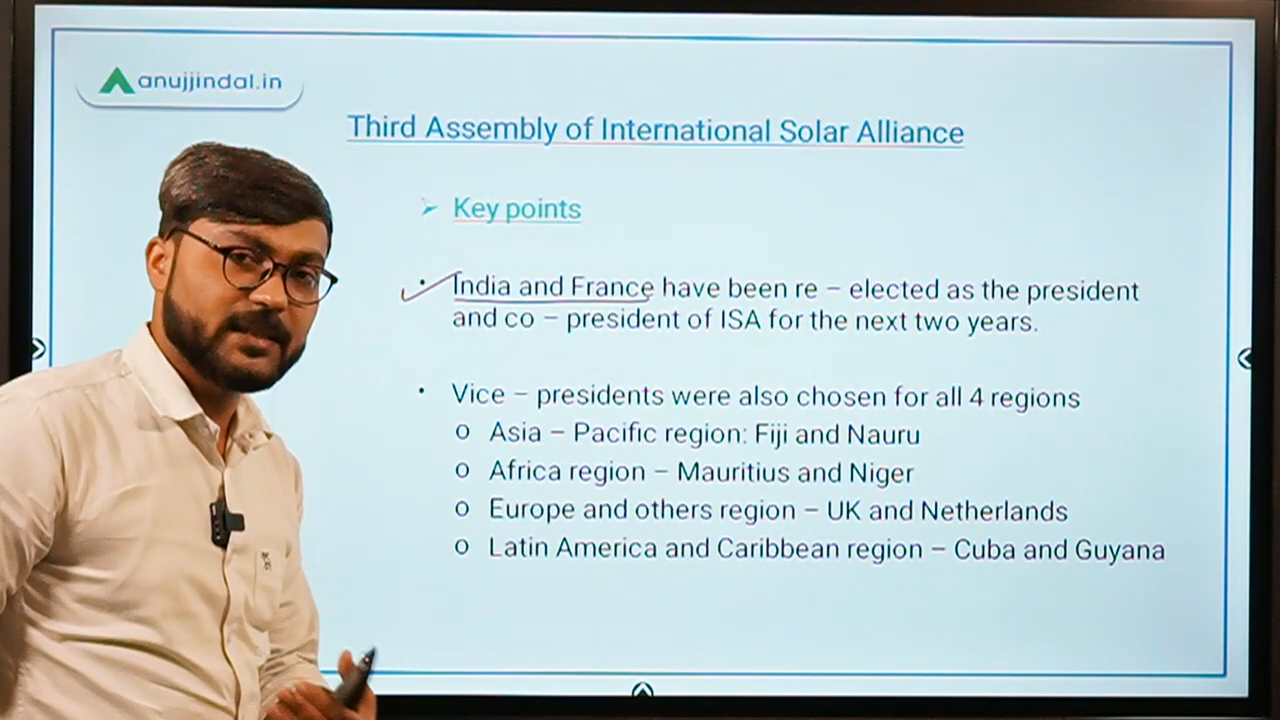 anujjindal.in
Third Assembly of International Solar Alliance
➢ Key points
• India and France have been re – elected as the president
and co – president of ISA for the next two years.
• Vice – presidents were also chosen for all 4 regions
o Asia – Pacific region: Fiji and Nauru
o Africa region – Mauritius and Niger
o Europe and others region – UK and Netherlands
o Latin America and Caribbean region – Cuba and Guyana